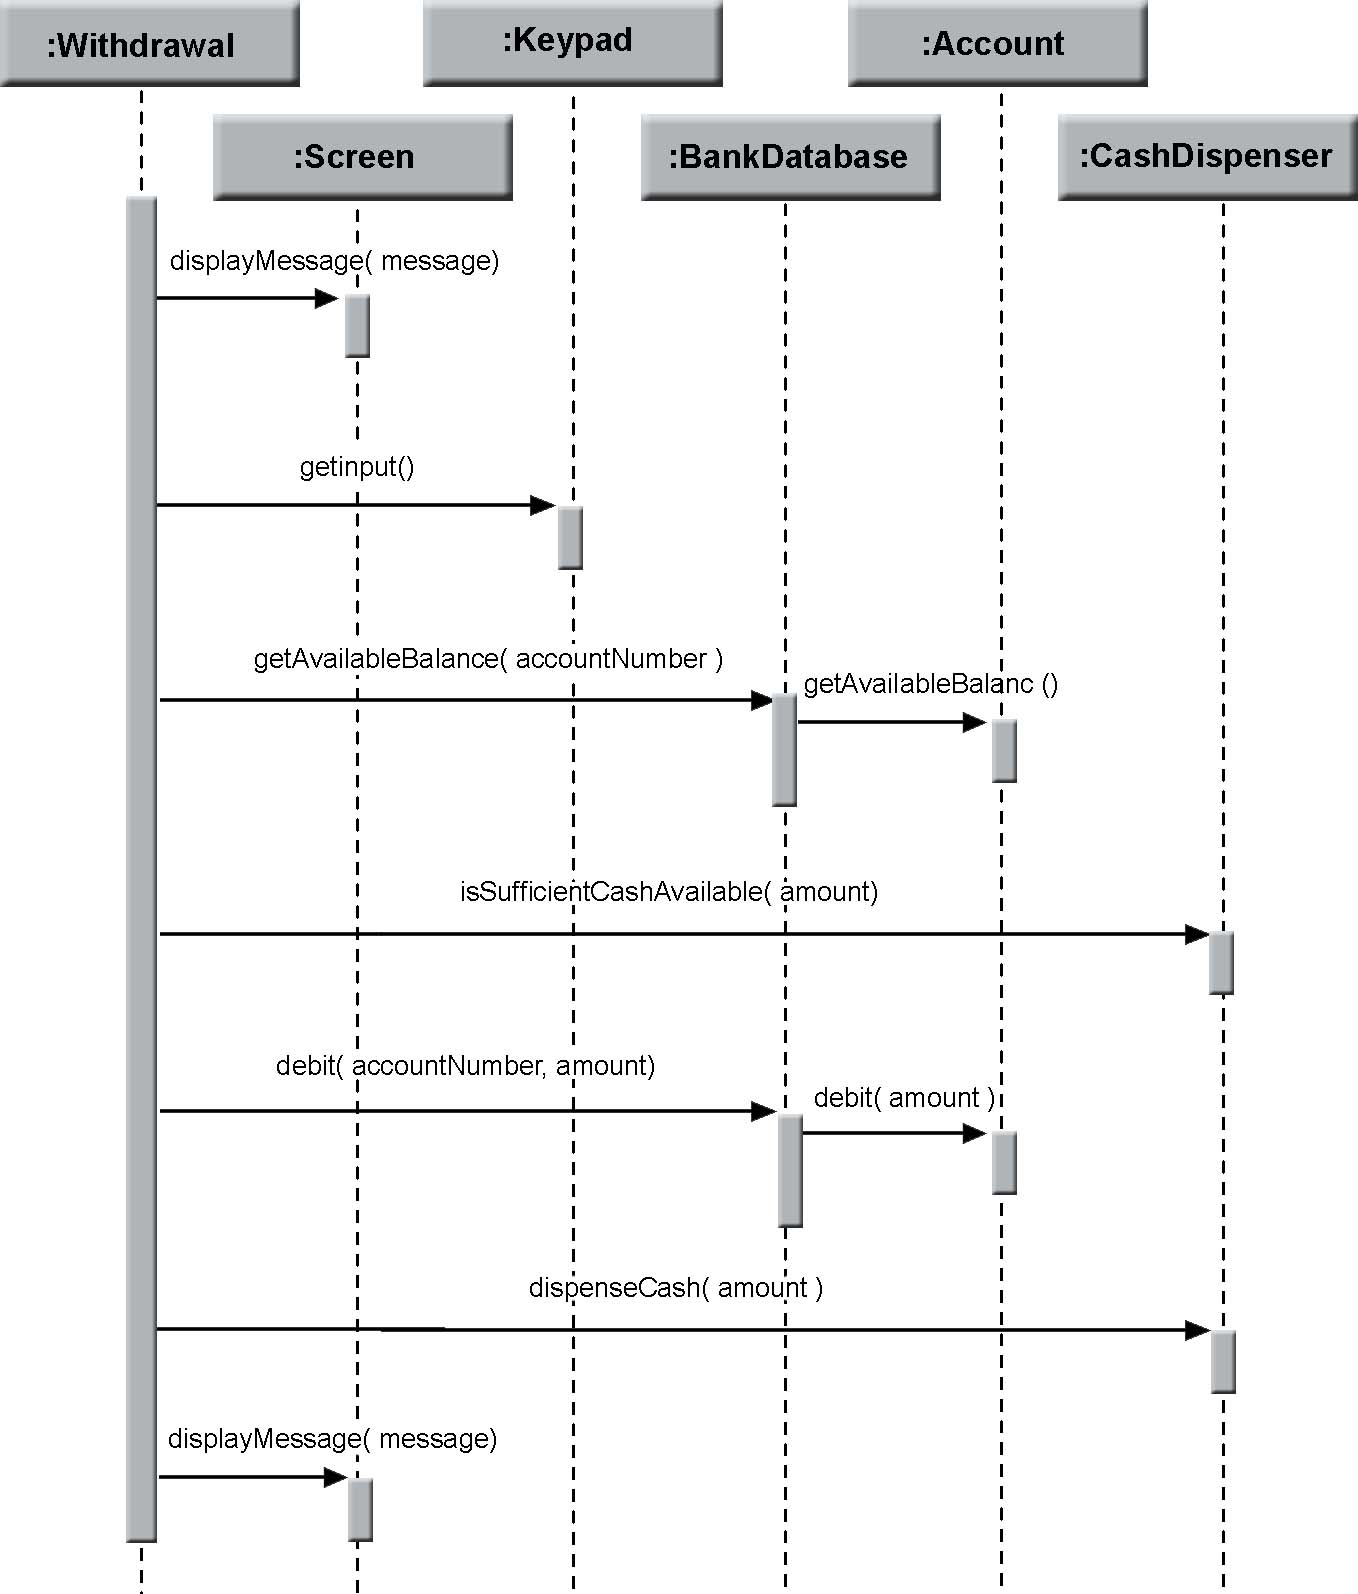 :Withdrawal
:Keypad
:Account
:Screen
:BankDatabase
:CashDispenser
displayMessage( message)
getinput()
getAvailableBalance( accountNumber )
getAvailableBalanc ()
isSufficientCashAvailable( amount)
debit( accountNumber, amount)
debit( amount )
dispenseCash( amount )
displayMessage( message)